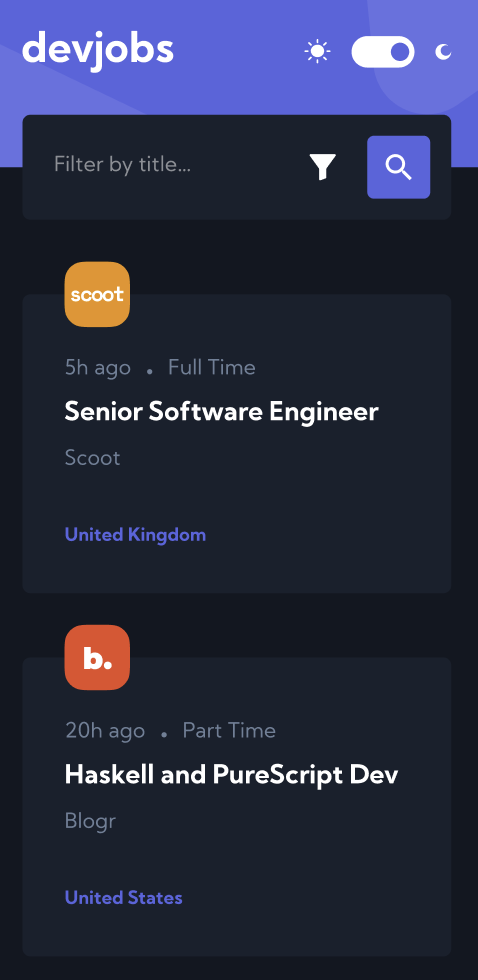 devjobs
Filter by title...
scoot
5h ago . Full Time
Senior Software Engineer
Scoot
United Kingdom
b.
20h ago . Part Time
Haskell and PureScript Dev
Blogr
United States